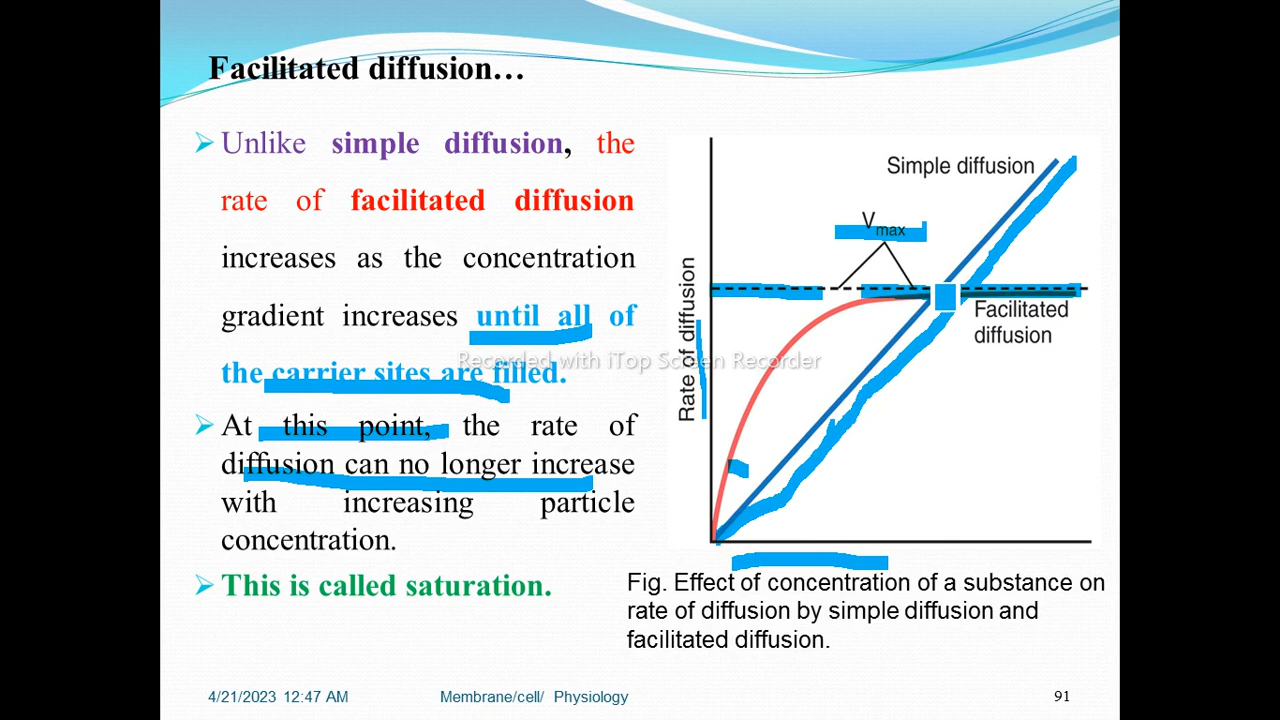 Facilitated diffusion…
➢ Unlike simple diffusion, the
rate of facilitated diffusion
increases as the concentration
gradient increases until all of
the carrier sites are filled.
➢ At this point, the rate of
diffusion can no longer increase
with increasing particle
concentration.
➢ This is called saturation.
Simple diffusion
Vmax
Facilitated
diffusion
Rate of diffusion
Fig. Effect of concentration of a substance on
rate of diffusion by simple diffusion and
facilitated diffusion.
Recorded with iTop Screen Recorder
4/21/2023 12:47 AM
Membrane/cell/ Physiology
91